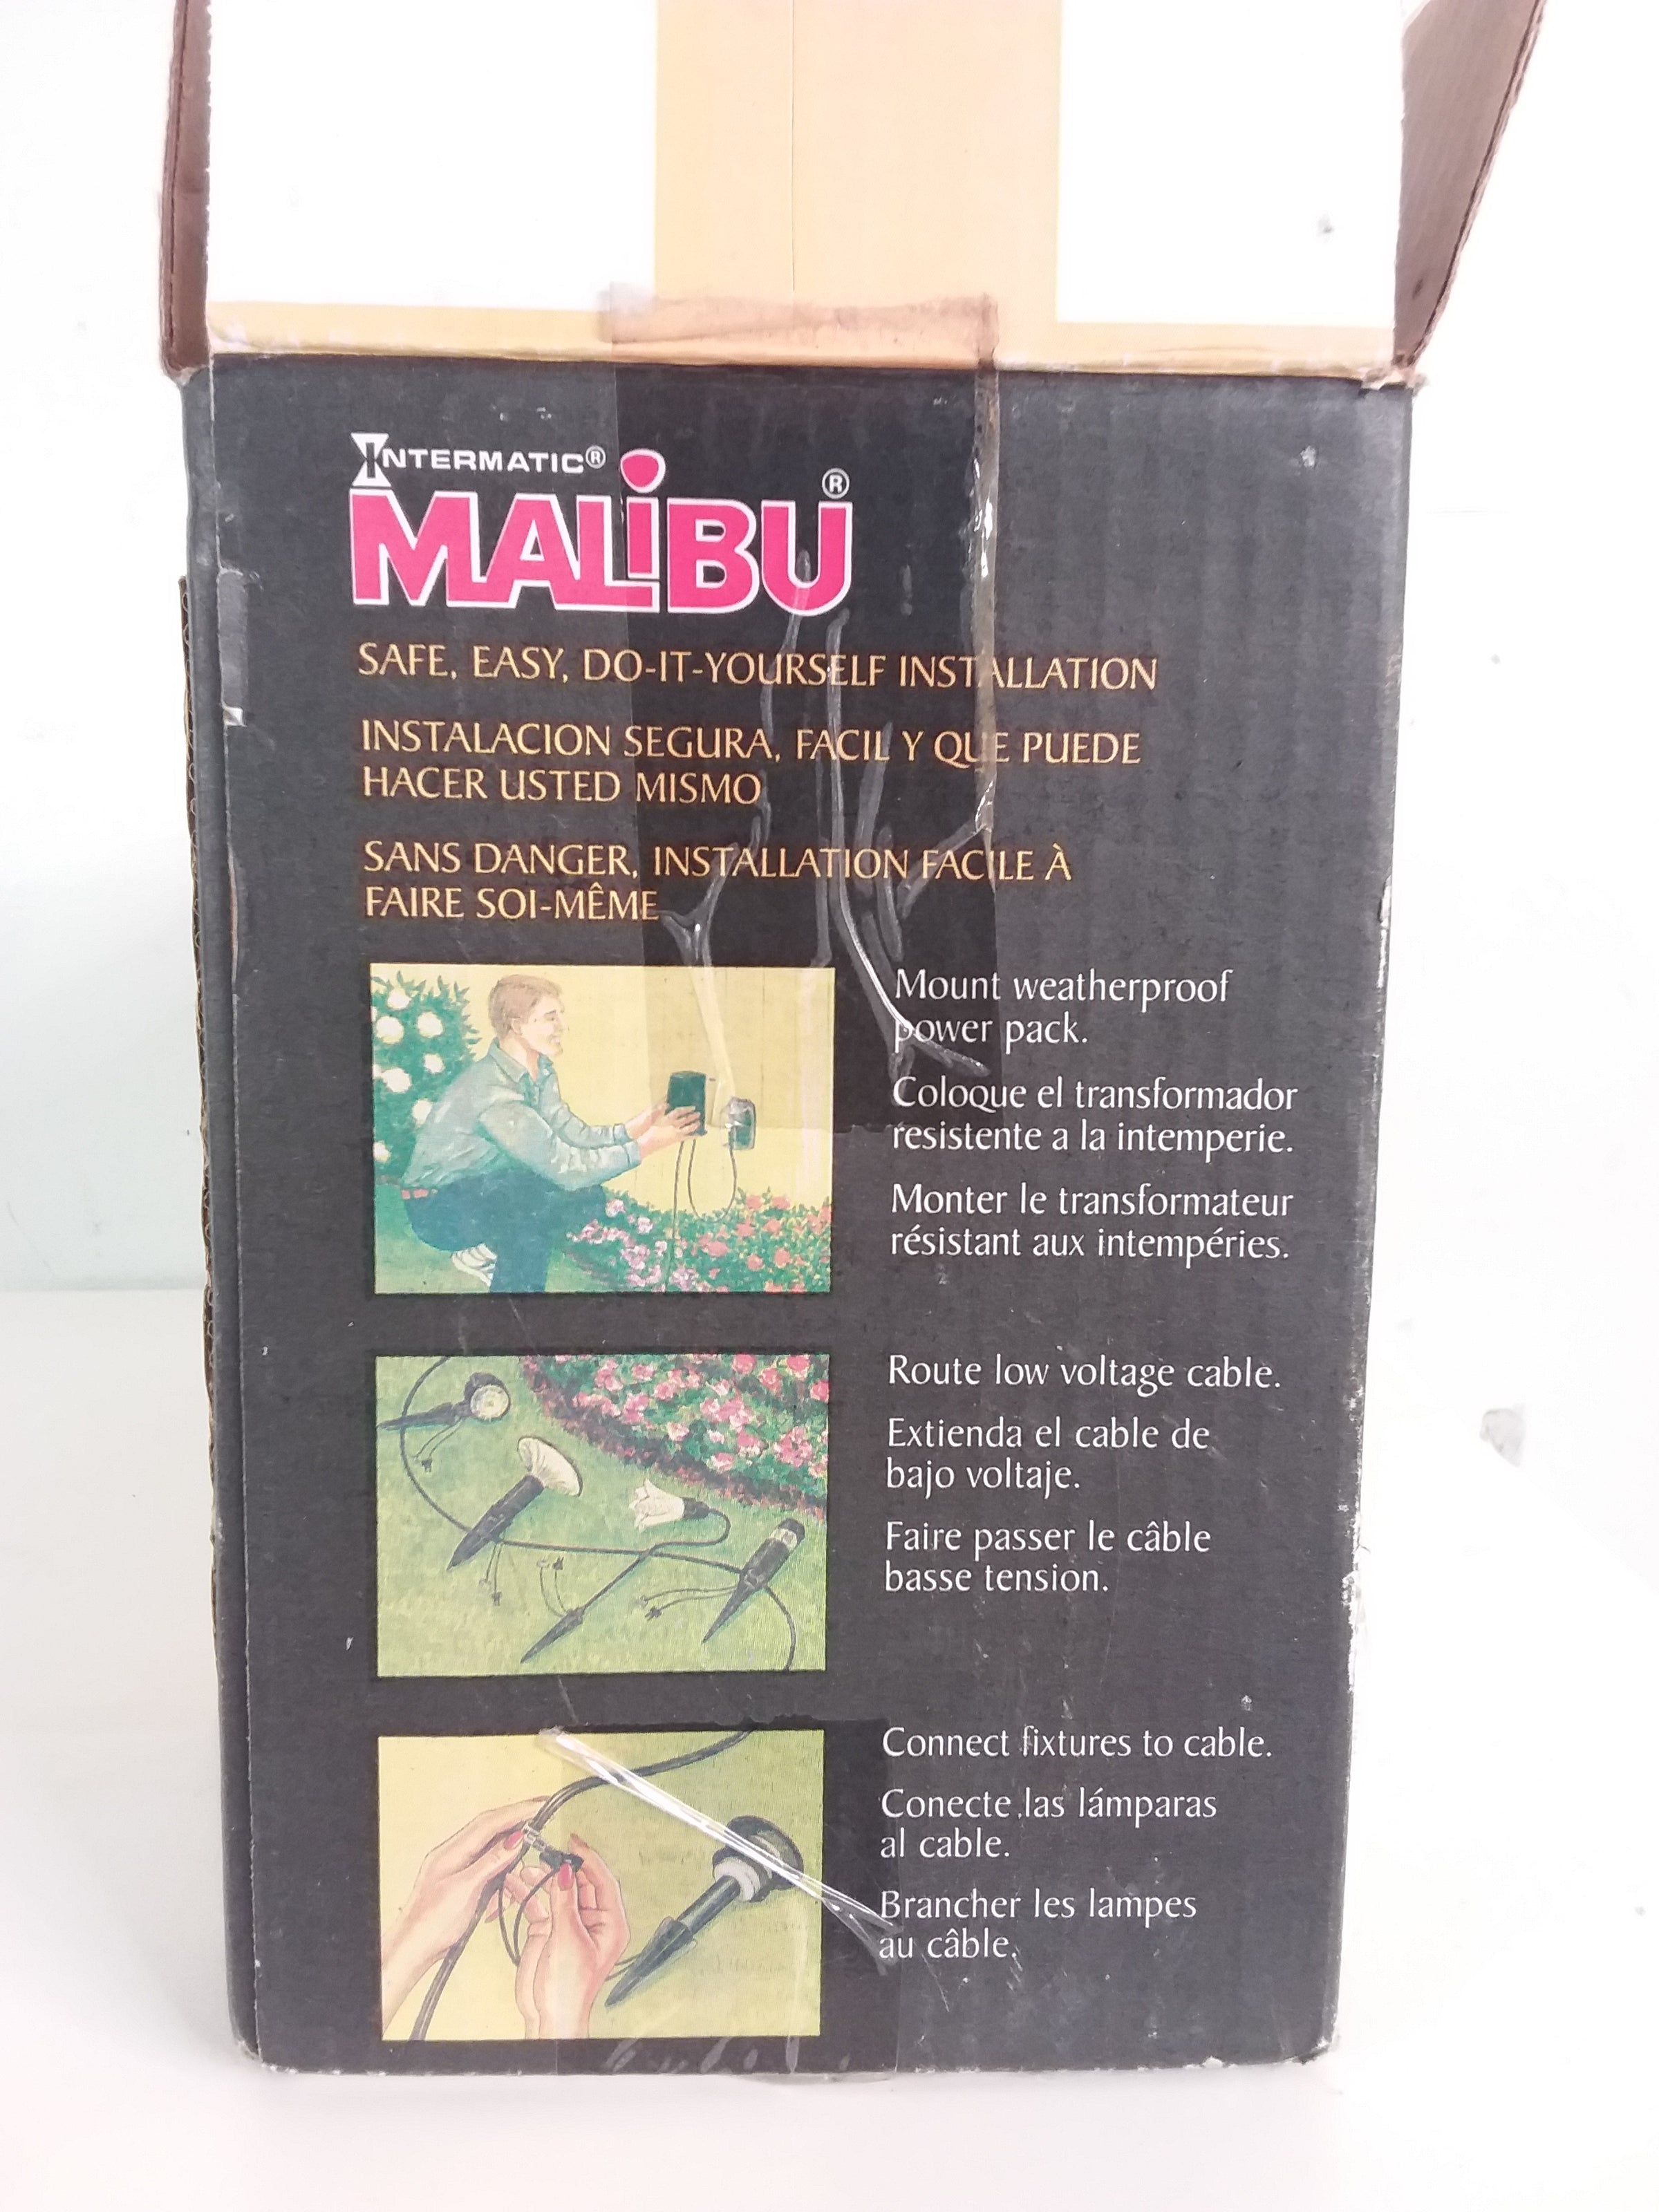 INTERMATIC®
MALiBU®
SAFE, EASY, DO-IT-YOURSELF INSTALLATION
INSTALACION SEGURA, FACIL Y QUE PUEDE
HACER USTED MISMO
SANS DANGER, INSTALLATION FACILE À
FAIRE SOI-MÊME
Mount weatherproof
power pack.
Coloque el transformador
resistente a la intemperie.
Monter le transformateur
résistant aux intempéries.
Route low voltage cable.
Extienda el cable de
bajo voltaje.
Faire passer le câble
basse tension.
Connect fixtures to cable.
Conecte las lámparas
al cable.
Brancher les lampes
au câble.